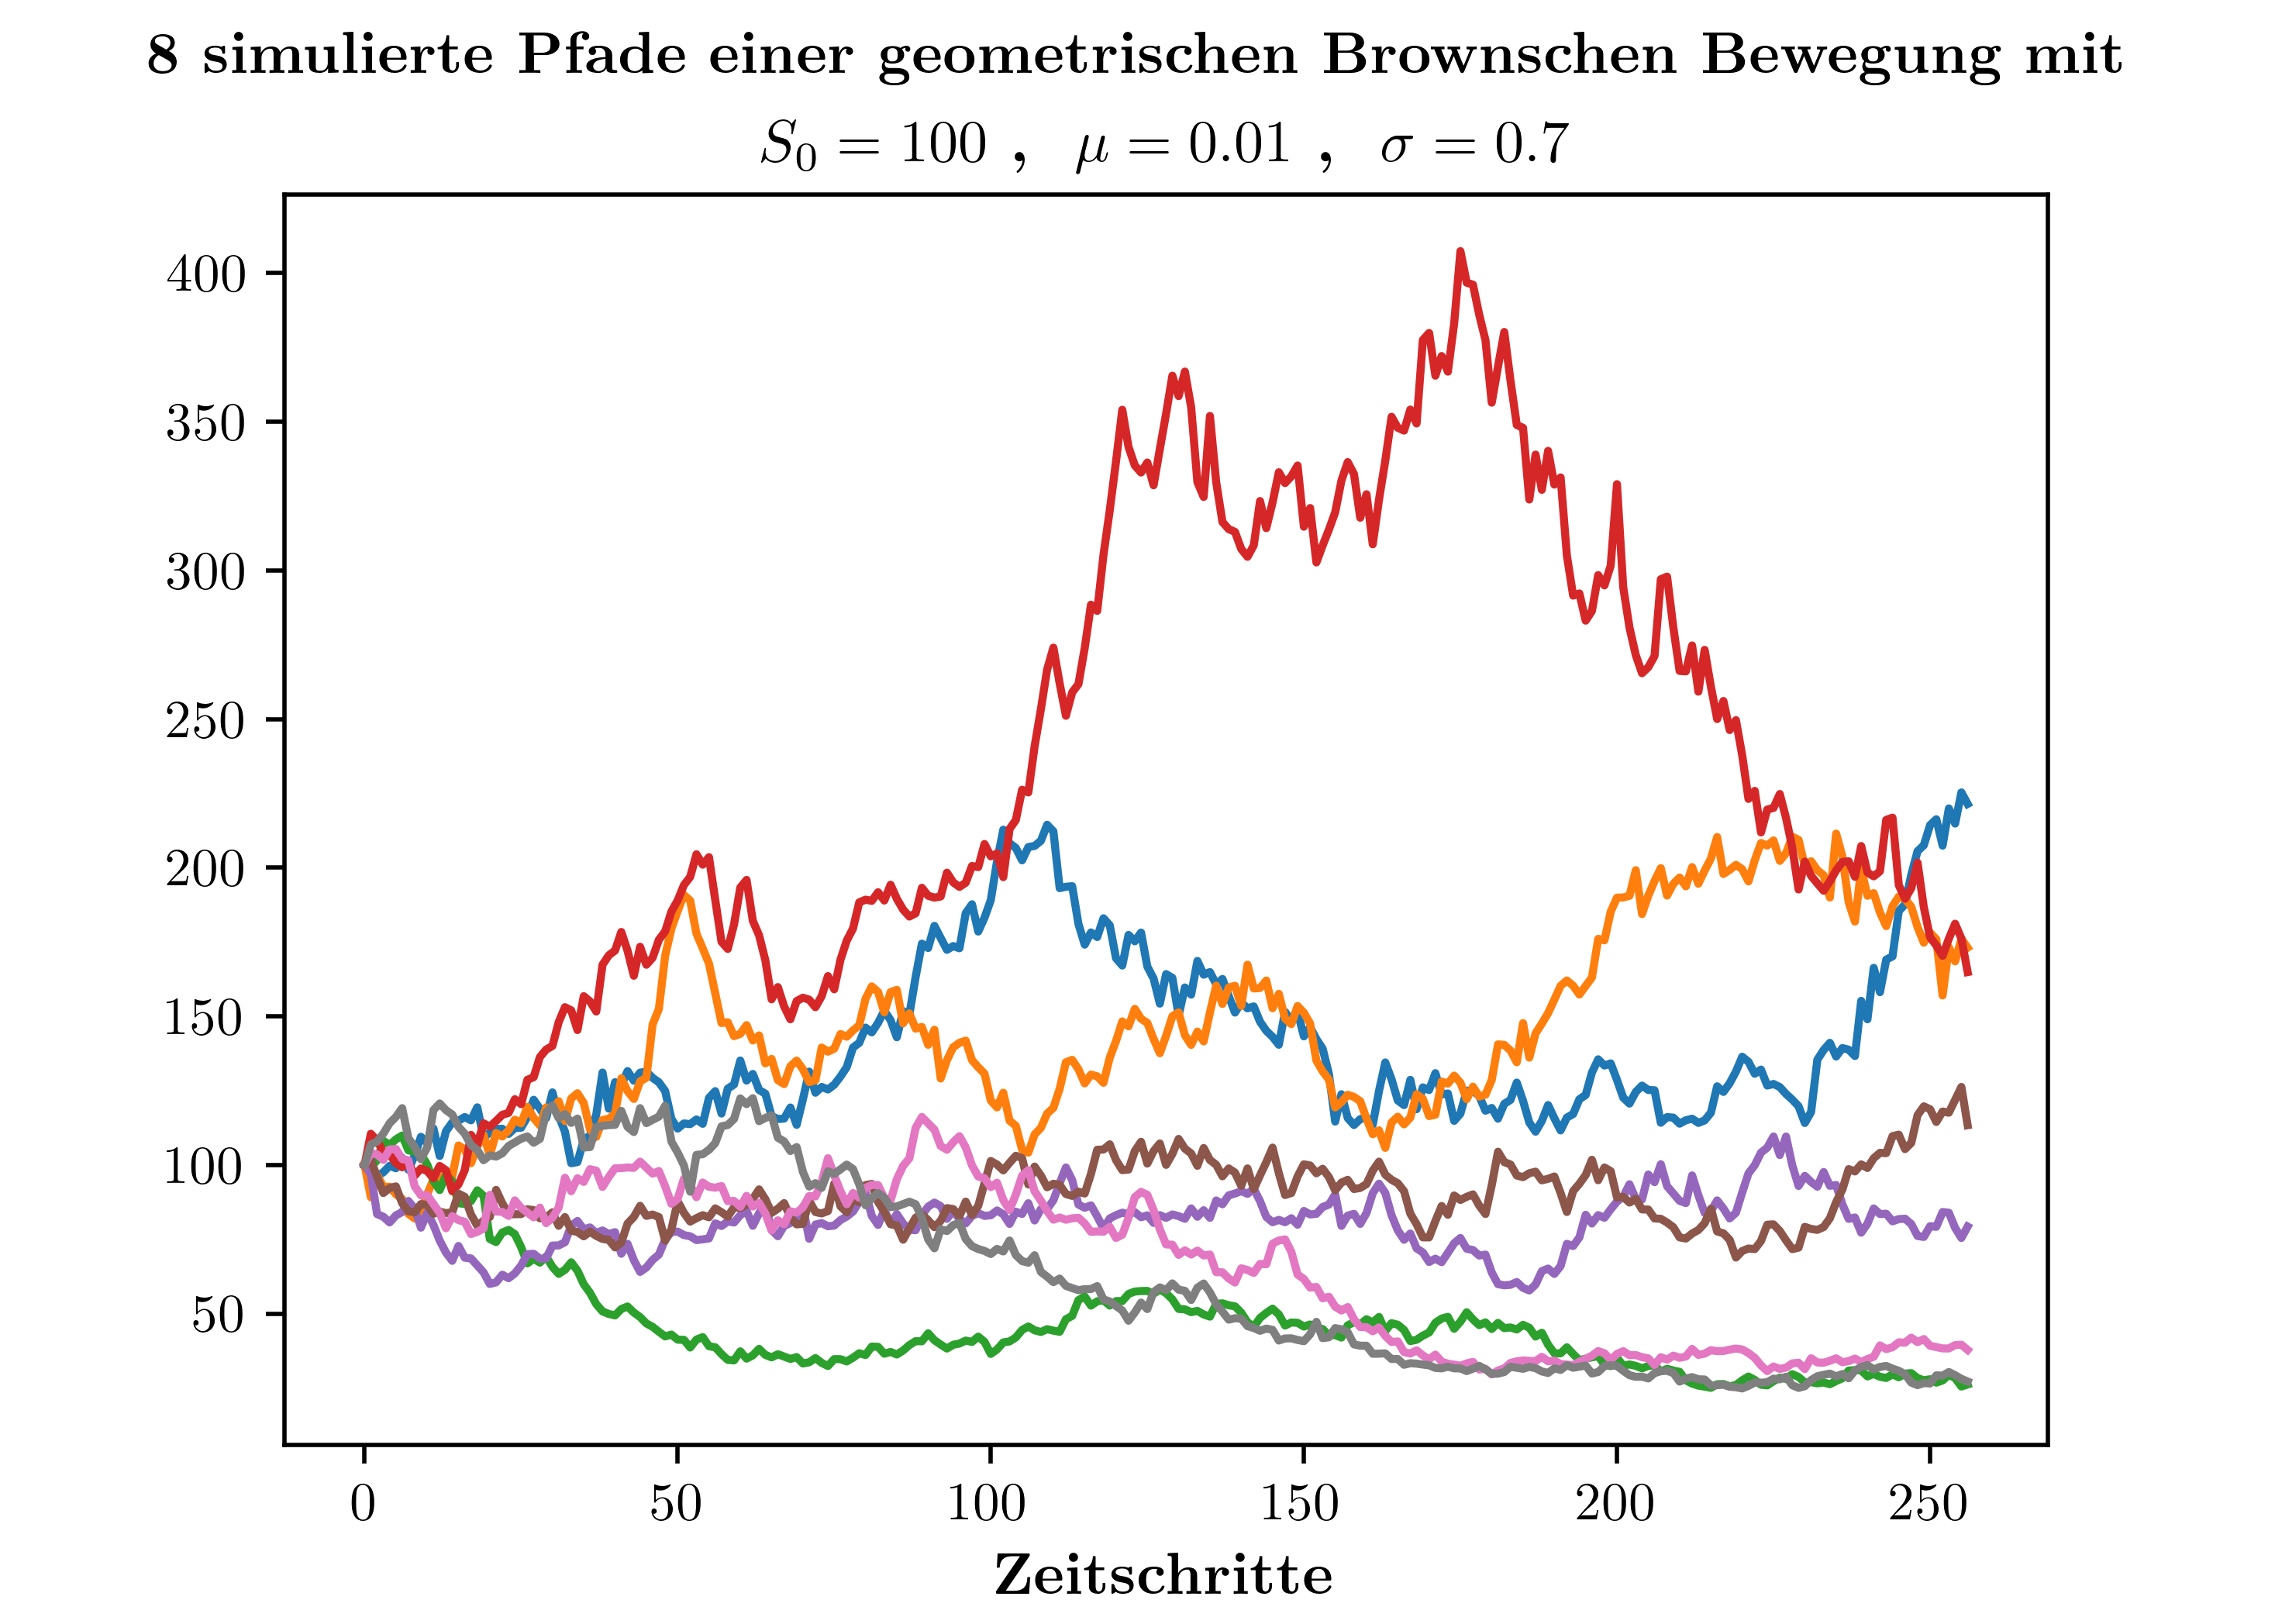 8 simulierte Pfade einer geometrischen Brownschen Bewegung mit
S₀ = 100 , μ = 0.01 , σ = 0.7
400
350
300
250
200
150
100
50
0 50 100 150 200 250
Zeitschritte